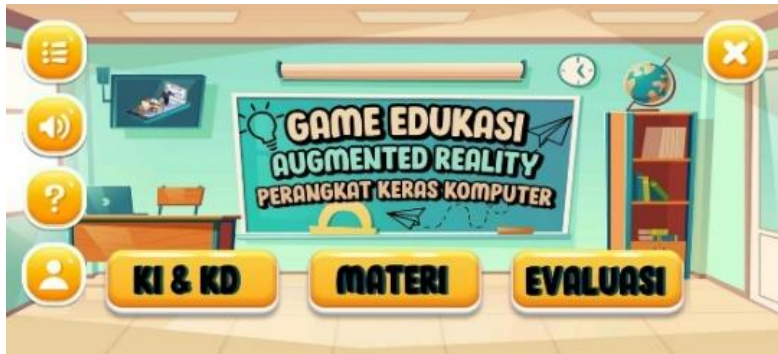 GAME EDUKASI
AUGMENTED REALITY
PERANGKAT KERAS KOMPUTER
KI & KD
MATERI
EVALUASI